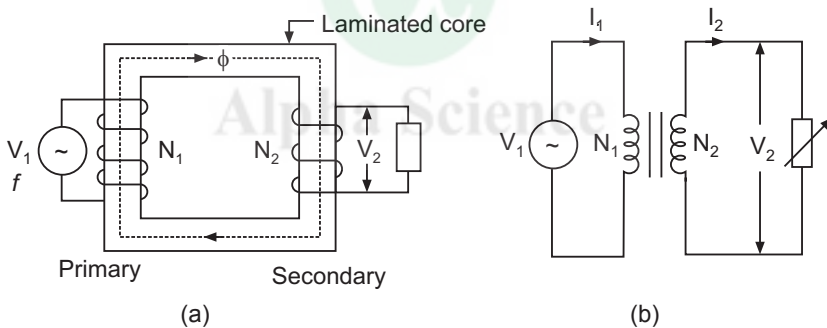 Laminated core
ϕ
V₁
~
f
N₁
N₂
V₂
Primary
Secondary
(a)
I₁
I₂
V₁
~
N₁
N₂
V₂
(b)
Alpha Science